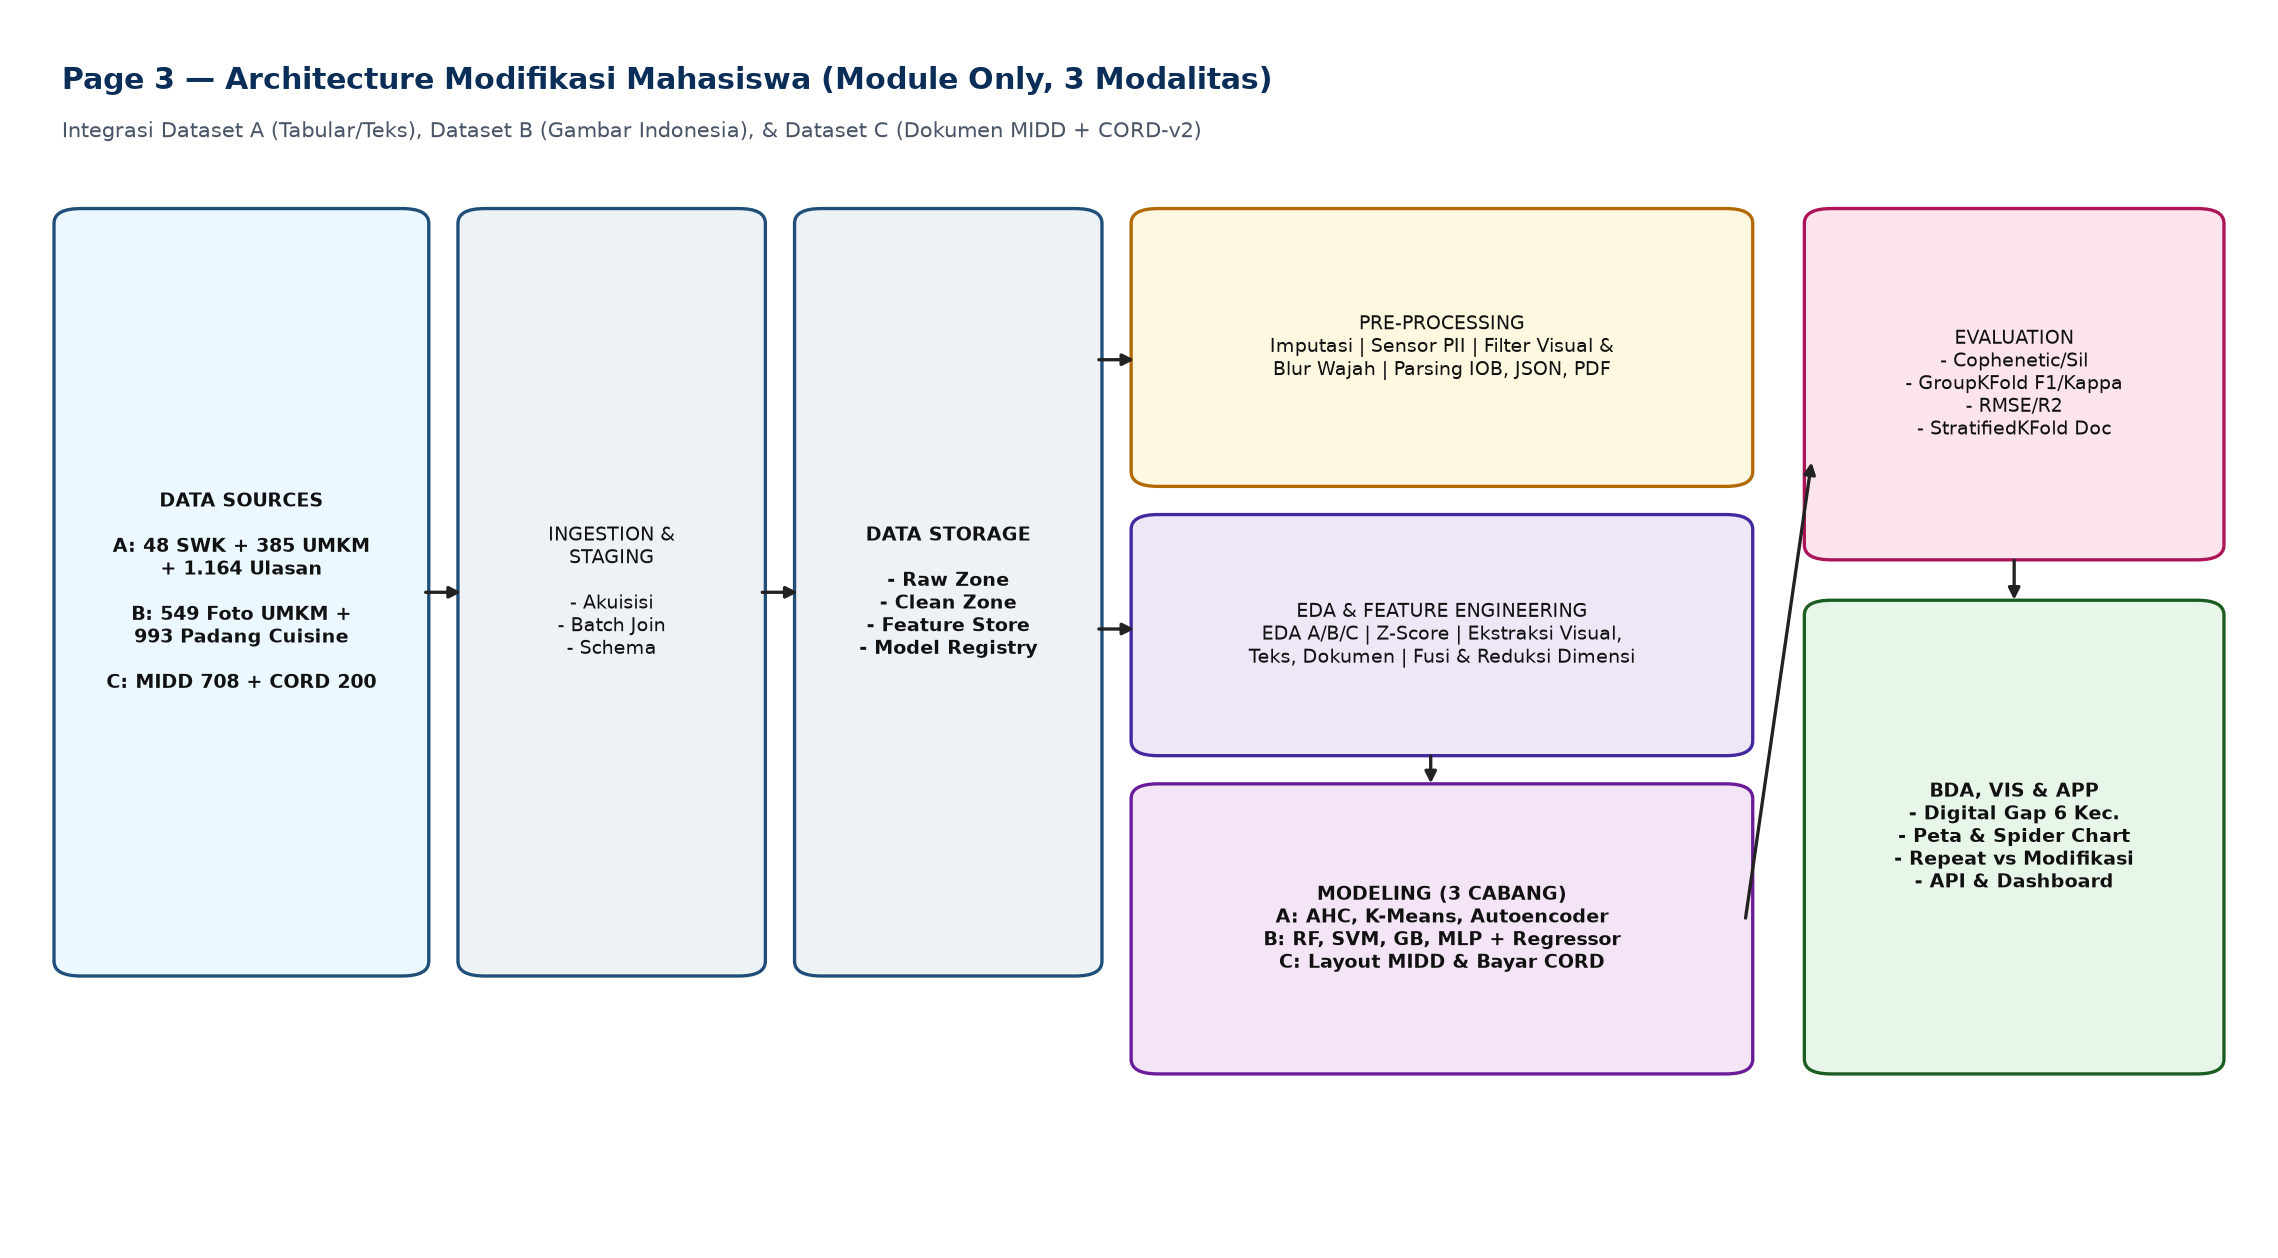 Page 3 — Architecture Modifikasi Mahasiswa (Module Only, 3 Modalitas)
Integrasi Dataset A (Tabular/Teks), Dataset B (Gambar Indonesia), & Dataset C (Dokumen MIDD + CORD-v2)
DATA SOURCES
A: 48 SWK + 385 UMKM
+ 1.164 Ulasan
B: 549 Foto UMKM +
993 Padang Cuisine
C: MIDD 708 + CORD 200
INGESTION &
STAGING
- Akuisisi
- Batch Join
- Schema
DATA STORAGE
- Raw Zone
- Clean Zone
- Feature Store
- Model Registry
PRE-PROCESSING
Imputasi | Sensor PII | Filter Visual &
Blur Wajah | Parsing IOB, JSON, PDF
EDA & FEATURE ENGINEERING
EDA A/B/C | Z-Score | Ekstraksi Visual,
Teks, Dokumen | Fusi & Reduksi Dimensi
MODELING (3 CABANG)
A: AHC, K-Means, Autoencoder
B: RF, SVM, GB, MLP + Regressor
C: Layout MIDD & Bayar CORD
EVALUATION
- Cophenetic/Sil
- GroupKFold F1/Kappa
- RMSE/R2
- StratifiedKFold Doc
BDA, VIS & APP
- Digital Gap 6 Kec.
- Peta & Spider Chart
- Repeat vs Modifikasi
- API & Dashboard